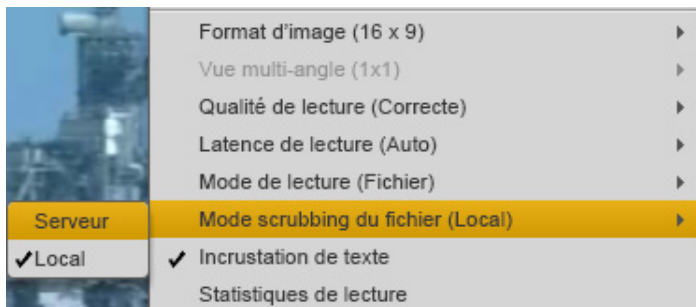 Format d'image (16 x 9)
Vue multi-angle (1x1)
Qualité de lecture (Correcte)
Latence de lecture (Auto)
Mode de lecture (Fichier)
Mode scrubbing du fichier (Local)
Serveur
Local
Incrustation de texte
Statistiques de lecture